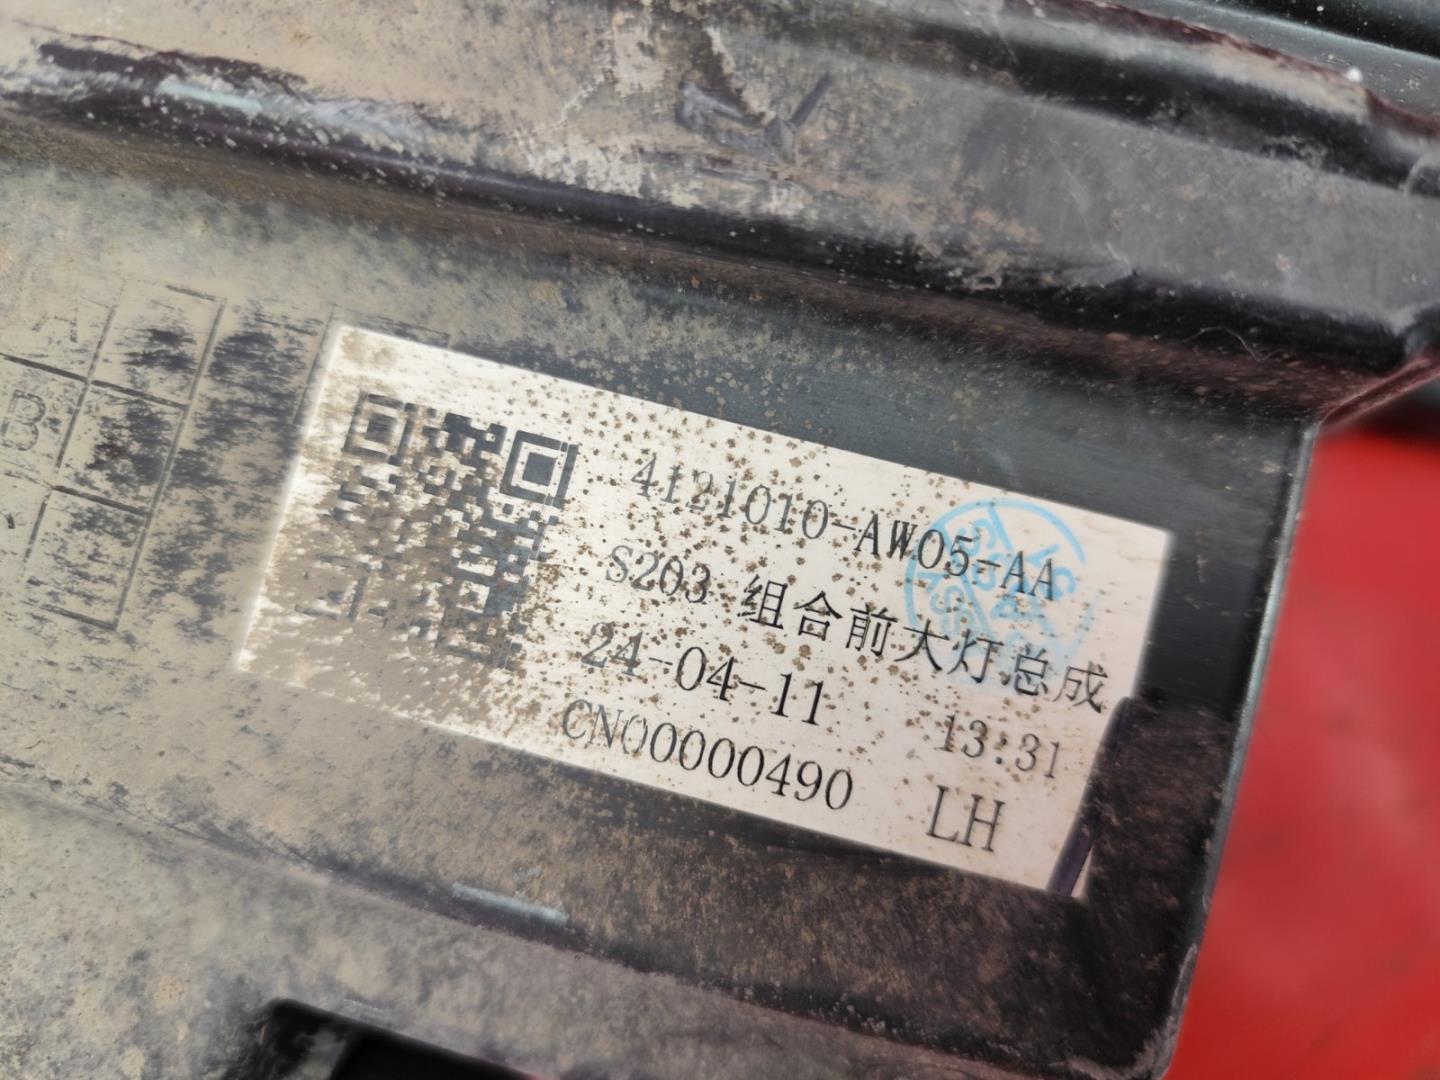 A
B
4121010-AW05-AA
S203 组合前大灯总成
24-04-11 13:31
CN00000490 LH